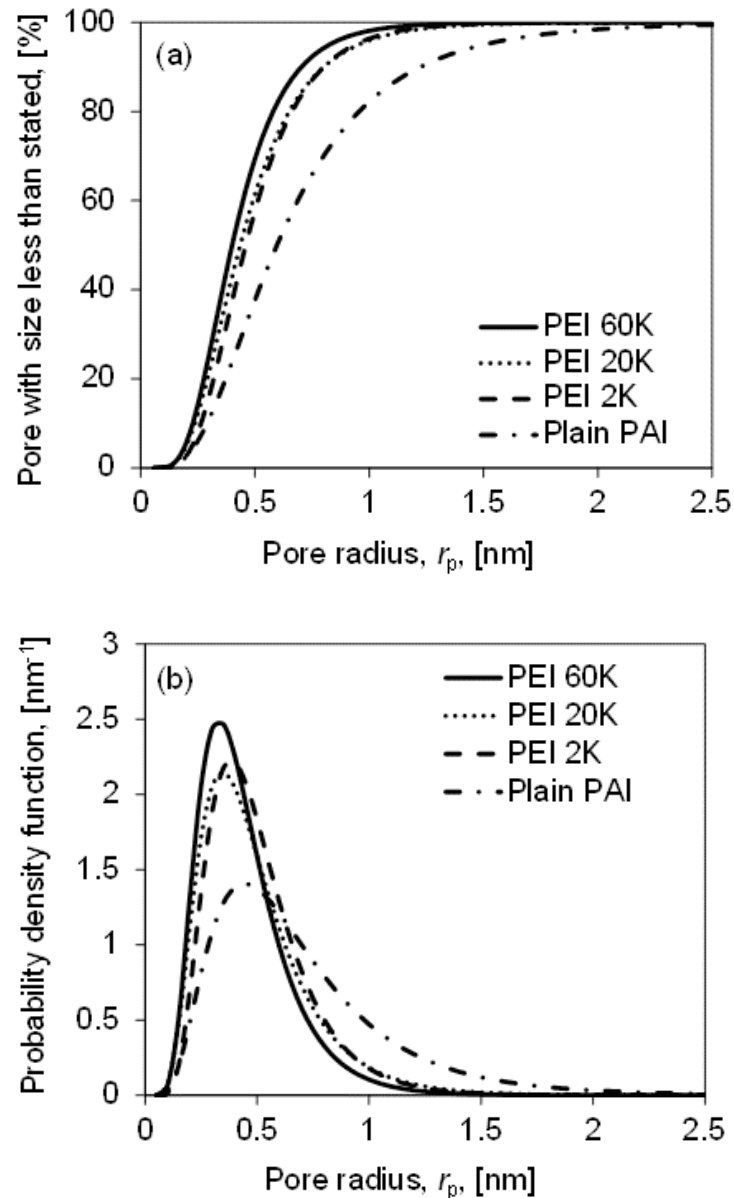 Pore with size less than stated, [%]
100
80
60
40
20
0
(a)
PEI 60K
PEI 20K
PEI 2K
Plain PAI
0 0.5 1 1.5 2 2.5
Pore radius, rp, [nm]
Probability density function, [nm-1]
3
2.5
2
1.5
1
0.5
0
(b)
PEI 60K
PEI 20K
PEI 2K
Plain PAI
0 0.5 1 1.5 2 2.5
Pore radius, rp, [nm]